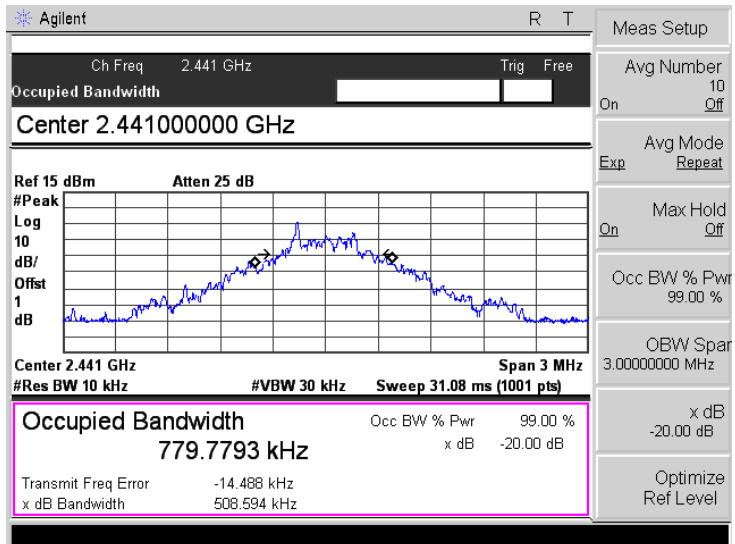 Agilent R T
Ch Freq 2.441 GHz Trig Free
Occupied Bandwidth
Center 2.441000000 GHz
Ref 15 dBm Atten 25 dB
#Peak
Log
10
dB/
Offst
1
dB
Center 2.441 GHz Span 3 MHz
#Res BW 10 kHz #VBW 30 kHz Sweep 31.08 ms (1001 pts)
Occupied Bandwidth Occ BW % Pwr 99.00 %
779.7793 kHz x dB -20.00 dB
Transmit Freq Error -14.488 kHz
x dB Bandwidth 508.594 kHz
Meas Setup
Avg Number
10
On Off
Avg Mode
Exp Repeat
Max Hold
On Off
Occ BW % Pwr
99.00 %
OBW Span
3.00000000 MHz
x dB
-20.00 dB
Optimize
Ref Level